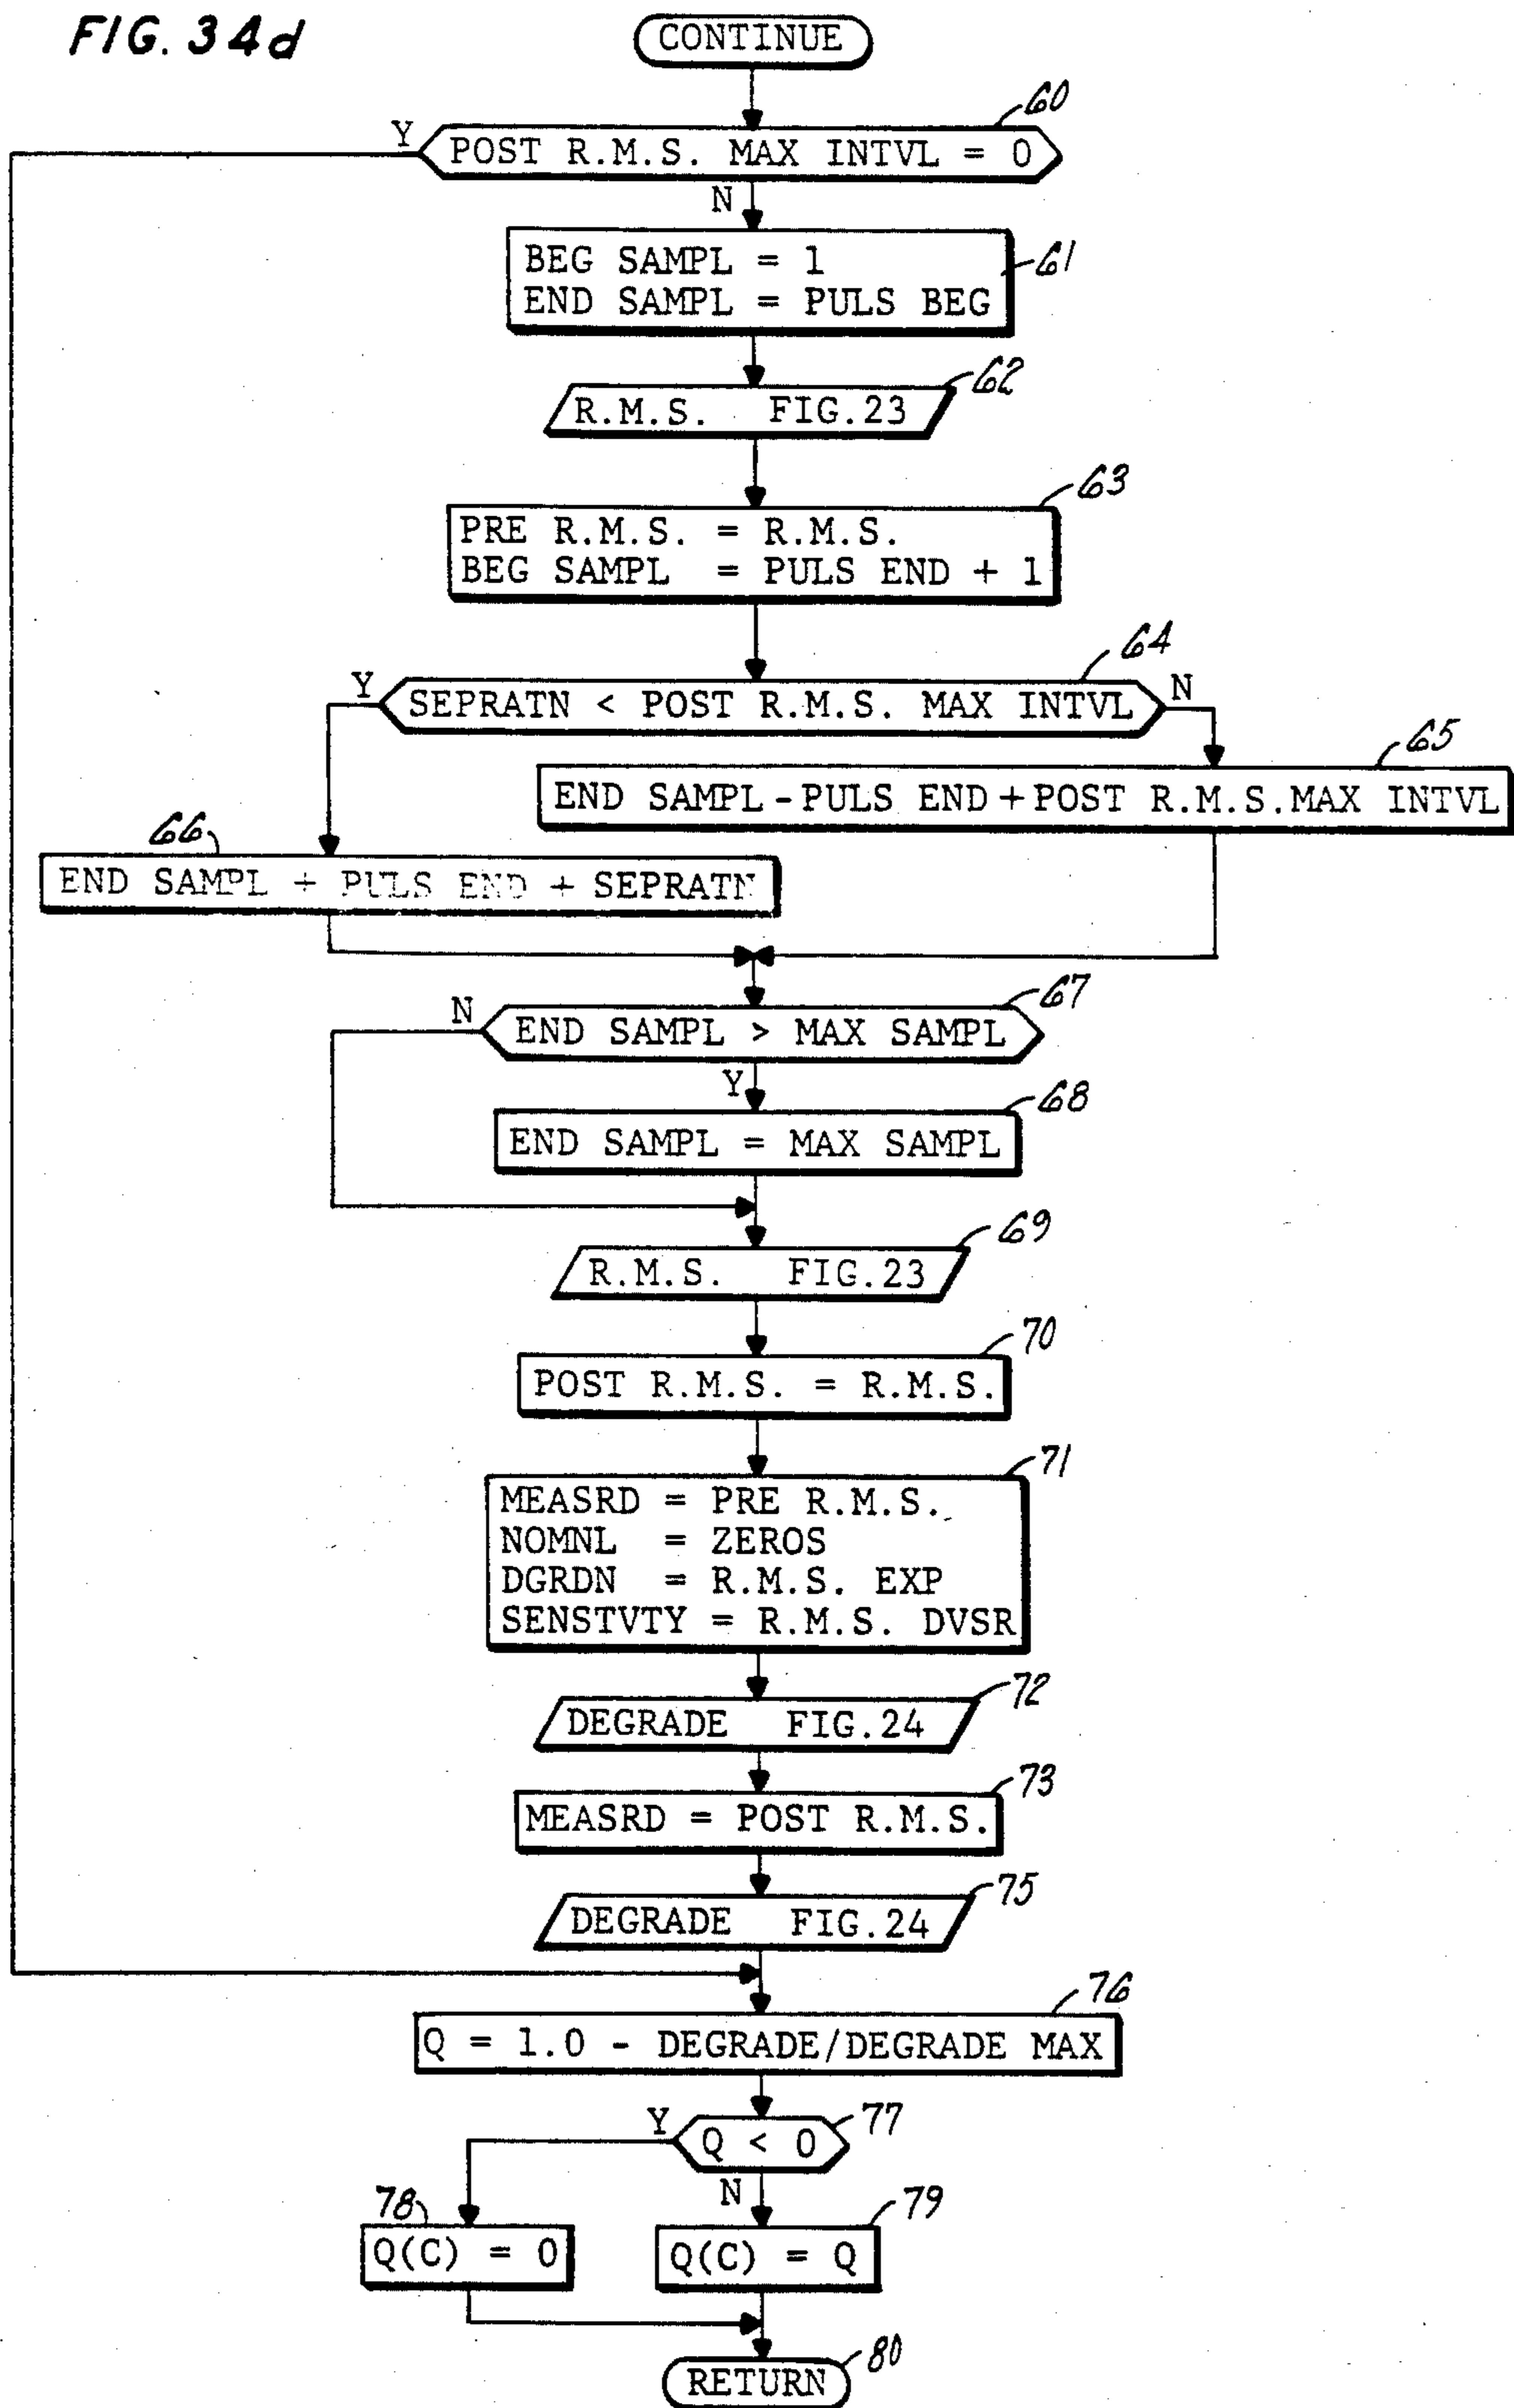 FIG. 34d
CONTINUE
60
Y
POST R.M.S. MAX INTVL = 0
N
BEG SAMPL = 1
61
END SAMPL = PULS BEG
62
R.M.S. FIG.23
63
PRE R.M.S. = R.M.S.
BEG SAMPL = PULS END + 1
64
Y
SEPRATN < POST R.M.S. MAX INTVL
N
65
END SAMPL - PULS END + POST R.M.S. MAX INTVL
66
END SAMPL ÷ PULS END + SEPRATN
67
N
END SAMPL > MAX SAMPL
Y
68
END SAMPL = MAX SAMPL
69
R.M.S. FIG.23
70
POST R.M.S. = R.M.S.
71
MEASRD = PRE R.M.S.
NOMNL = ZEROS
DGRDN = R.M.S. EXP
SENSTVTY = R.M.S. DVSR
72
DEGRADE FIG.24
73
MEASRD = POST R.M.S.
75
DEGRADE FIG.24
76
Q = 1.0 - DEGRADE/DEGRADE MAX
Y
77
Q < 0
N
78
79
Q(C) = 0
Q(C) = Q
80
RETURN